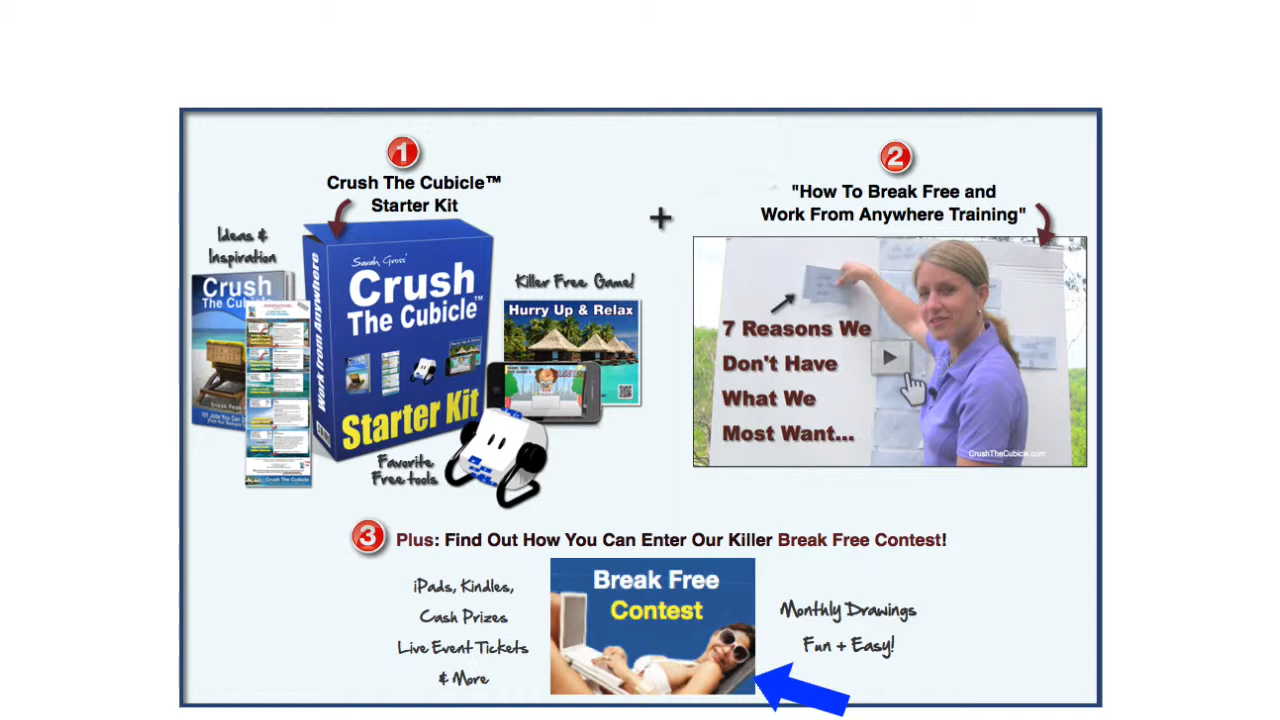 1
Crush The Cubicle™
Starter Kit
Ideas &
Inspiration
Crush
The Cubicle
Work from Anywhere
Sarah Gross'
Crush
The Cubicle™
Starter Kit
Killer Free Game!
Hurry Up & Relax
Favorite
Free tools
Crush The Cubicle
+
2
"How To Break Free and
Work From Anywhere Training"
7 Reasons We
Don't Have
What We
Most Want...
CrushTheCubicle.com
3
Plus: Find Out How You Can Enter Our Killer Break Free Contest!
iPads, Kindles,
Cash Prizes
Live Event Tickets
& More
Break Free
Contest
Monthly Drawings
Fun + Easy!